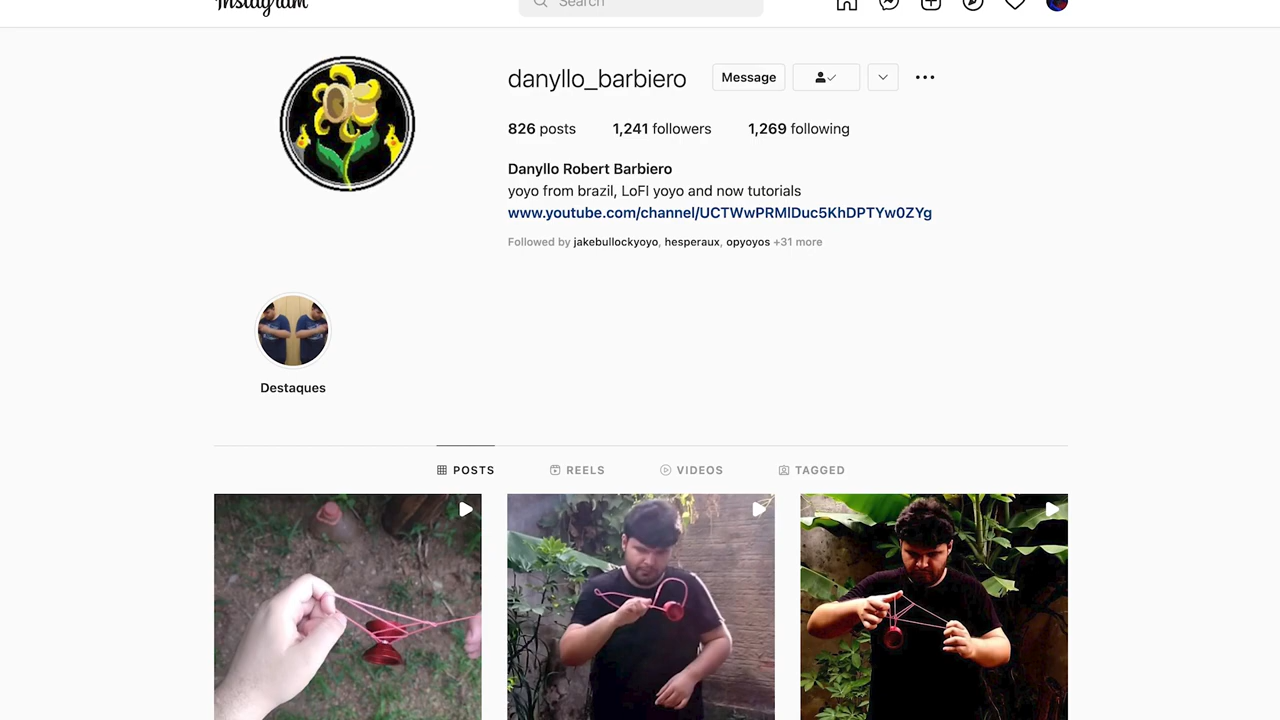 Instagram
Search
danyllo_barbiero
Message
826 posts 1,241 followers 1,269 following
Danyllo Robert Barbiero
yoyo from brazil, LoFI yoyo and now tutorials
www.youtube.com/channel/UCTWwPRMlDuc5KhDPTYw0ZYg
Followed by jakebullockyoyo, hesperaux, opyoyos +31 more
Destaques
POSTS REELS VIDEOS TAGGED